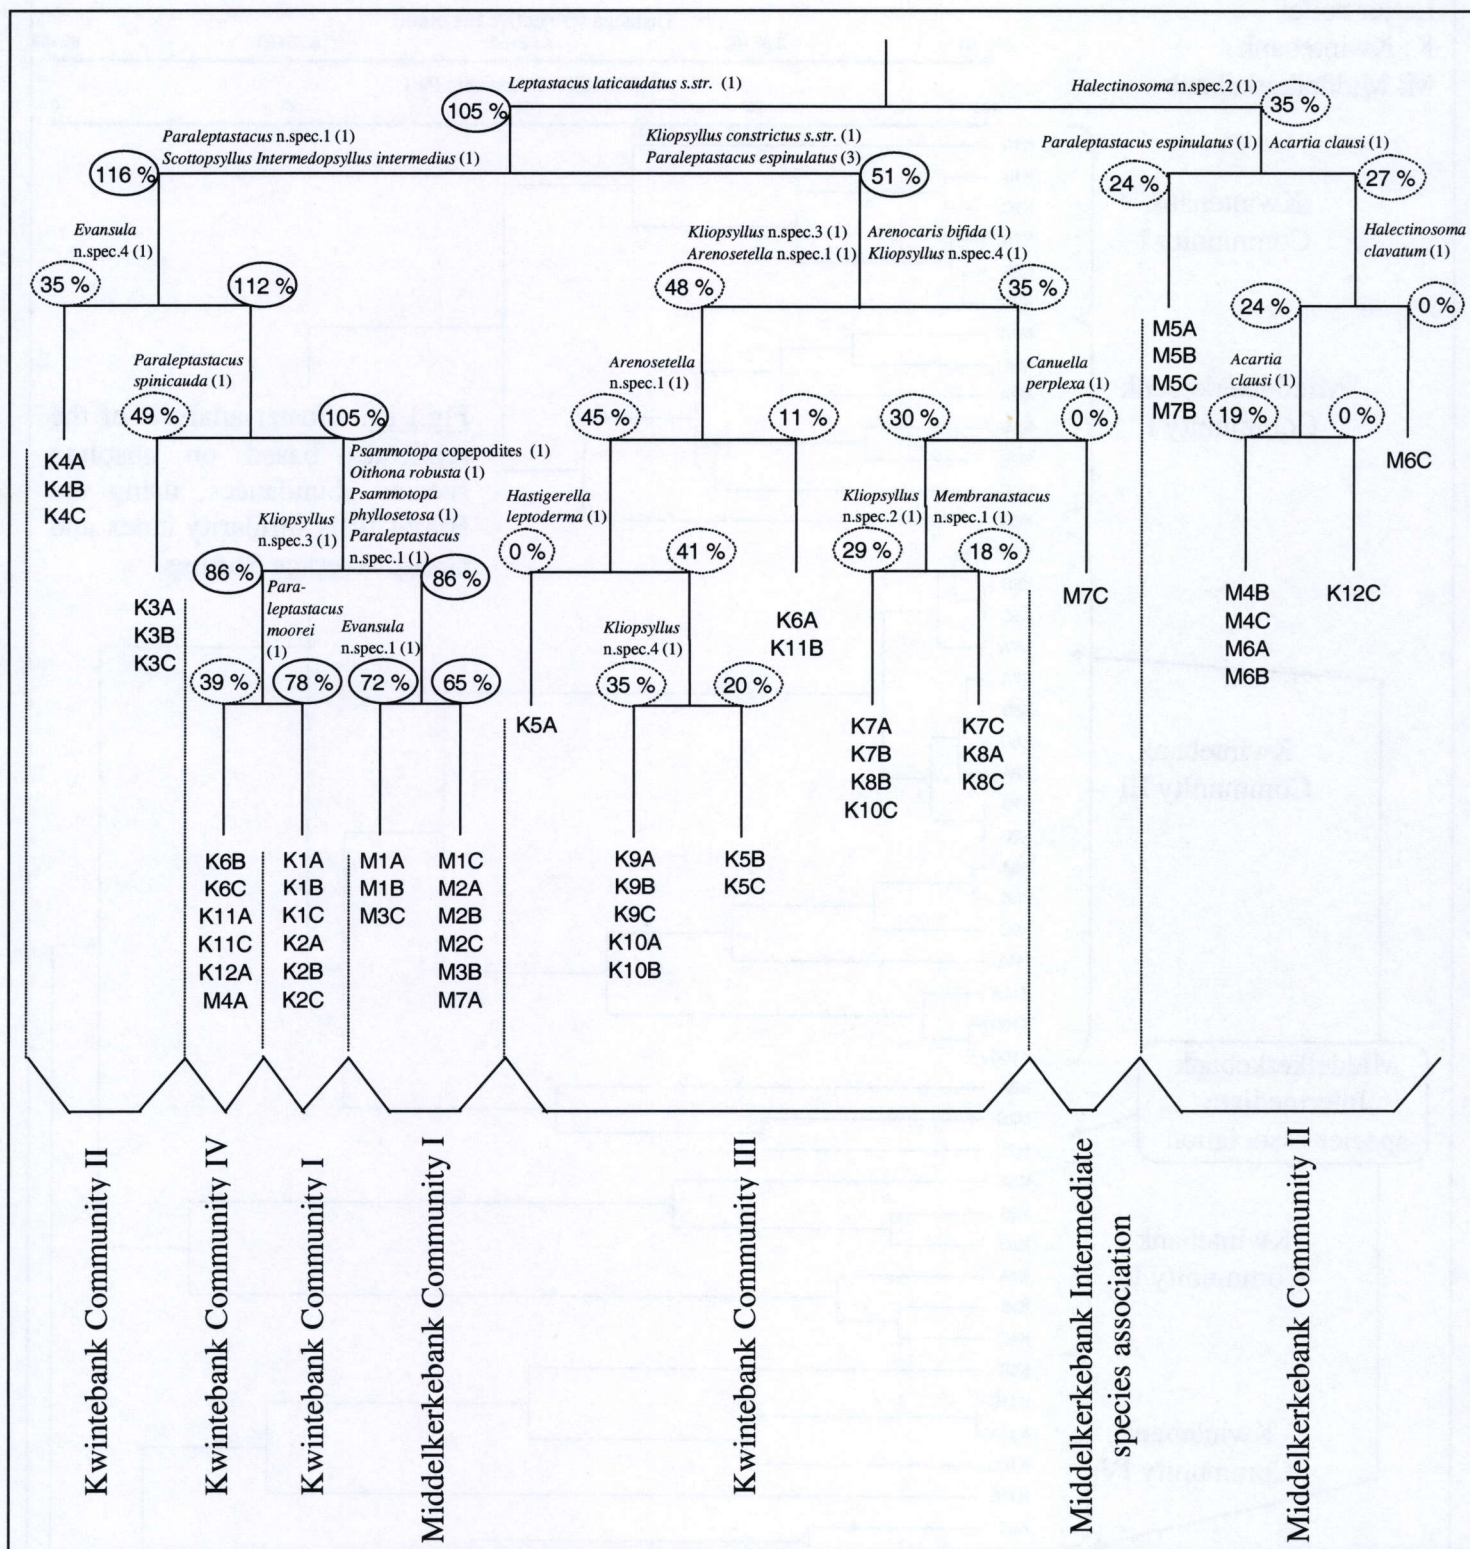 Leptastacus laticaudatus s.str. (1)
105 %
Halectinosoma n.spec.2 (1)
35 %
Paraleptastacus n.spec.1 (1)
Scottopsyllus Intermedopsyllus intermedius (1)
116 %
Kliopsyllus constrictus s.str. (1)
Paraleptastacus espinulatus (3)
51 %
Paraleptastacus espinulatus (1)
Acartia clausi (1)
24 %
27 %
Evansula
n.spec.4 (1)
35 %
112 %
Kliopsyllus n.spec.3 (1)
Arenosetella n.spec.1 (1)
Arenocaris bifida (1)
Kliopsyllus n.spec.4 (1)
48 %
35 %
Halectinosoma
clavatum (1)
24 %
0 %
Paraleptastacus
spinicauda (1)
49 %
105 %
Arenosetella
n.spec.1 (1)
45 %
11 %
Canuella
perplexa (1)
30 %
0 %
M5A
M5B
M5C
M7B
Acartia
clausi (1)
19 %
0 %
M6C
K4A
K4B
K4C
Kliopsyllus
n.spec.3 (1)
Psammotopa copepodites (1)
Oithona robusta (1)
Psammotopa
phyllosetosa (1)
Paraleptastacus
n.spec.1 (1)
86 %
86 %
Hastigerella
leptoderma (1)
0 %
41 %
Kliopsyllus
n.spec.2 (1)
Membranastacus
n.spec.1 (1)
29 %
18 %
K3A
K3B
K3C
Para-
leptastacus
moorei
(1)
Evansula
n.spec.1 (1)
39 %
78 %
72 %
65 %
Kliopsyllus
n.spec.4 (1)
35 %
20 %
K6A
K11B
M7C
M4B
M4C
M6A
M6B
K12C
K5A
K7A
K7B
K8B
K10C
K7C
K8A
K8C
K6B
K6C
K11A
K11C
K12A
M4A
K1A
K1B
K1C
K2A
K2B
K2C
M1A
M1B
M3C
M1C
M2A
M2B
M2C
M3B
M7A
K9A
K9B
K9C
K10A
K10B
K5B
K5C
Kwintebank Community II
Kwintebank Community IV
Kwintebank Community I
Middelkerkebank Community I
Kwintebank Community III
Middelkerkebank Intermediate
species association
Middelkerkebank Community II